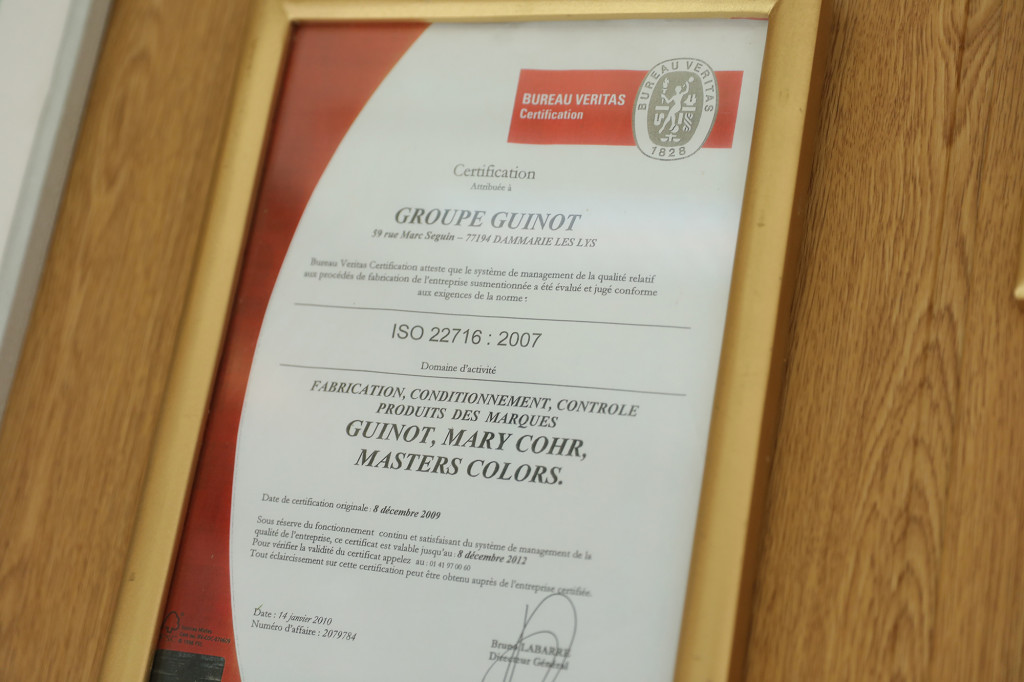 BUREAU VERITAS
Certification
BUREAU VERITAS
1828
Certification
Attribuée à
GROUPE GUINOT
59 rue Marc Seguin – 77194 DAMMARIE LES LYS
Bureau Veritas Certification atteste que le système de management de la qualité relatif
aux procédés de fabrication de l'entreprise susmentionnée a été évalué et jugé conforme
aux exigences de la norme :
ISO 22716 : 2007
Domaine d'activité
FABRICATION, CONDITIONNEMENT, CONTROLE
PRODUITS DES MARQUES
GUINOT, MARY COHR,
MASTERS COLORS.
Date de certification originale : 8 décembre 2009
Sous réserve du fonctionnement continu et satisfaisant du système de management de la
qualité de l'entreprise, ce certificat est valable jusqu'au : 8 décembre 2012
Pour vérifier la validité du certificat appelez au : 01 41 97 00 60
Tout éclaircissement sur cette certification peut être obtenu auprès de l'entreprise certifiée.
Date : 14 janvier 2010
Numéro d'affaire : 2079784
Bruno LABARRE
Directeur Général